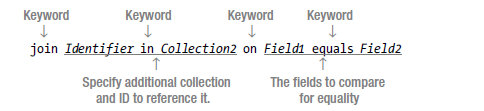 Keyword Keyword Keyword Keyword
join Identifier in Collection2 on Field1 equals Field2
Specify additional collection The fields to compare
and ID to reference it. for equality